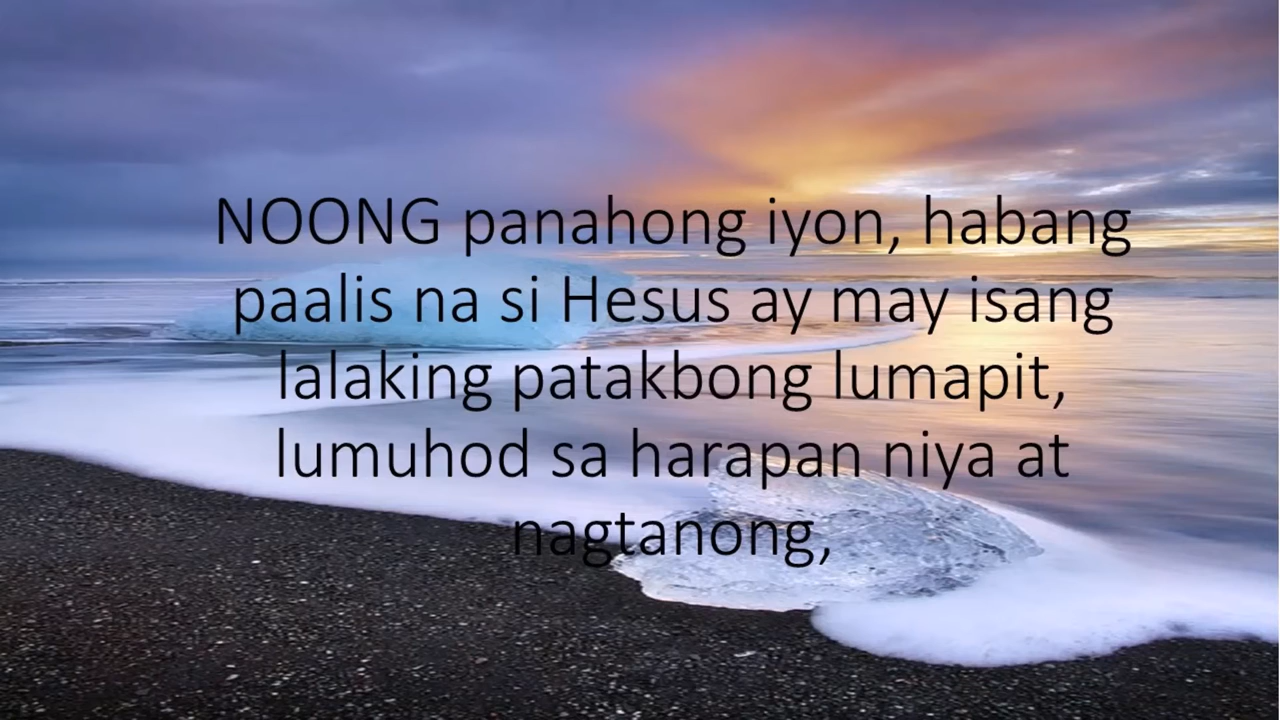 NOONG panahong iyon, habang
paalis na si Hesus ay may isang
lalaking patakbong lumapit,
lumuhod sa harapan niya at
nagtanong,